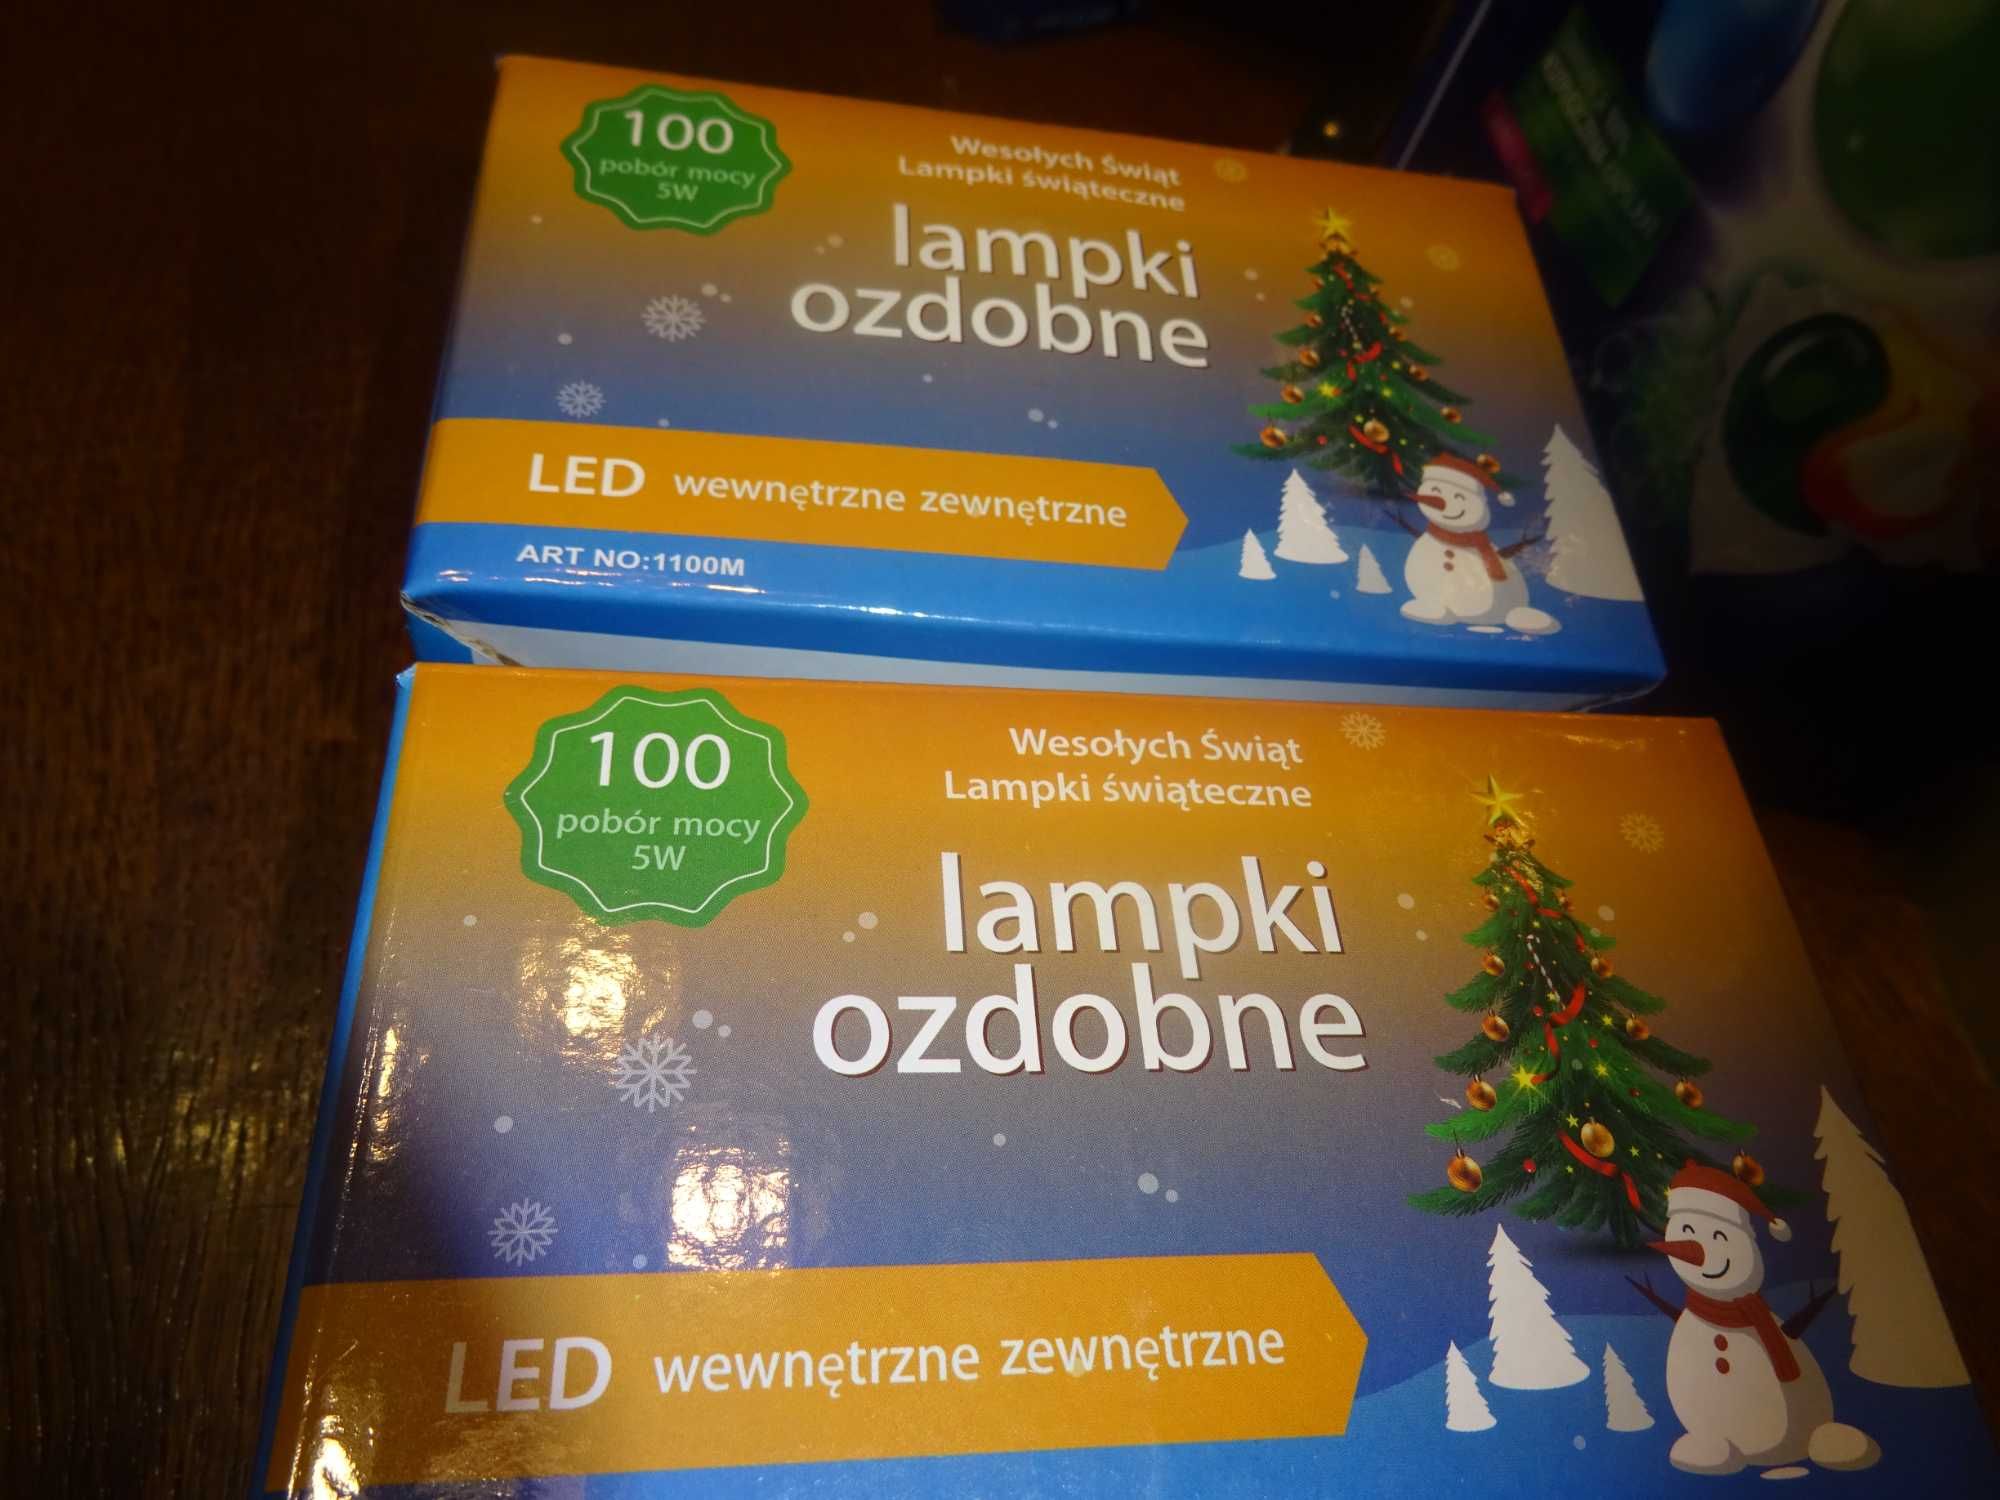 100
pobór mocy
5W
Wesołych Świąt
Lampki świąteczne
lampki
ozdobne
LED wewnętrzne zewnętrzne
ART NO:1100M
100
pobór mocy
5W
Wesołych Świąt
Lampki świąteczne
lampki
ozdobne
LED wewnętrzne zewnętrzne